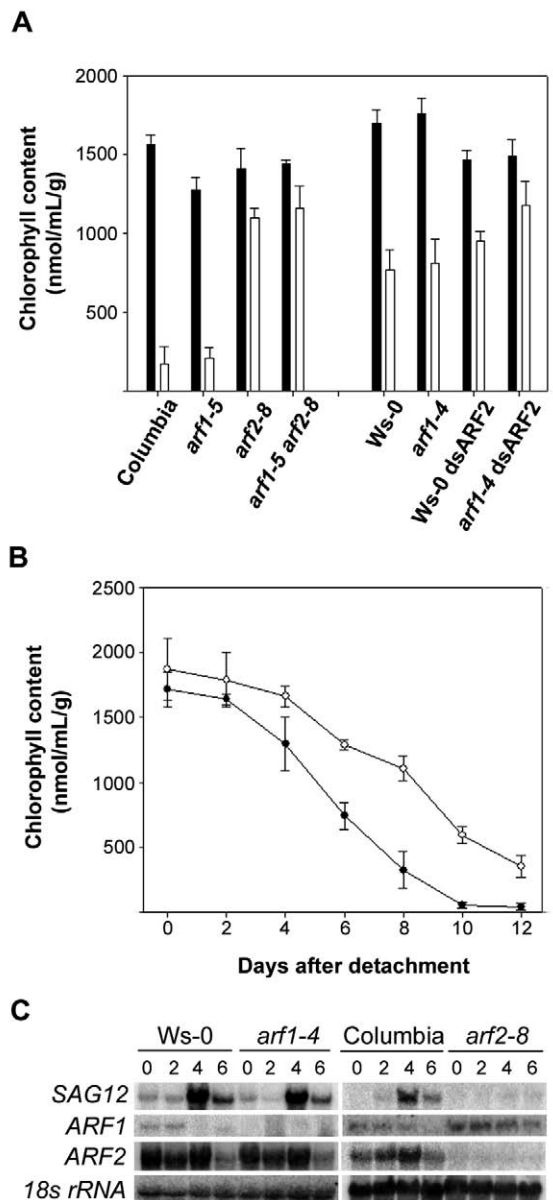 A
2000
1500
1000
500
Chlorophyll content
(nmol/mL/g)
Columbia
arf1-5
arf2-8
arf1-5 arf2-8
Ws-0
arf1-4
Ws-0 dsARF2
arf1-4 dsARF2
B
2500
2000
1500
1000
500
Chlorophyll content
(nmol/mL/g)
0 2 4 6 8 10 12
Days after detachment
C
Ws-0 arf1-4 Columbia arf2-8
0 2 4 6 0 2 4 6 0 2 4 6 0 2 4 6
SAG12
ARF1
ARF2
18s rRNA